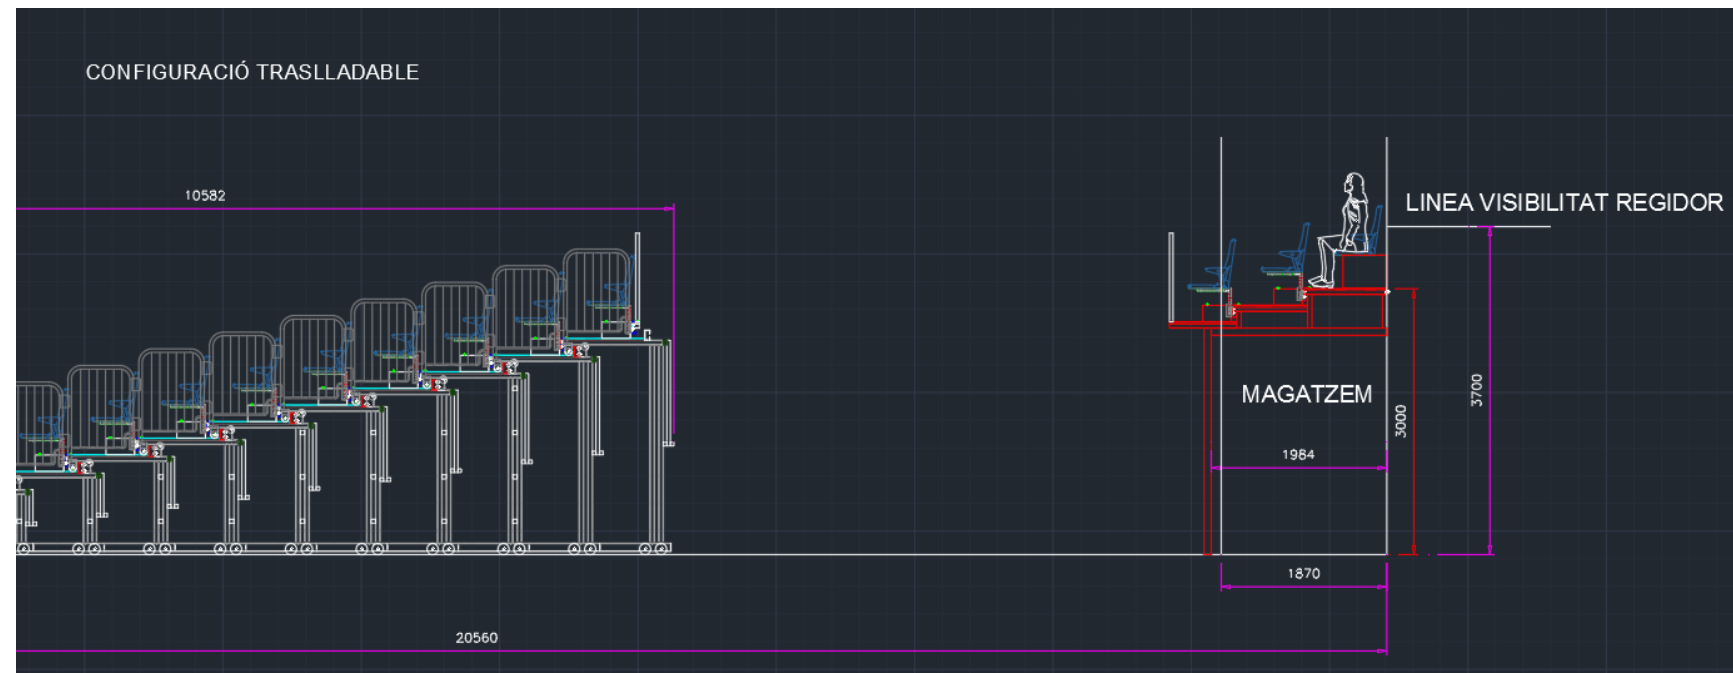 CONFIGURACIÓ TRASLLADABLE
10582
LINEA VISIBILITAT REGIDOR
MAGATZEM
3700
3000
1984
1870
20560